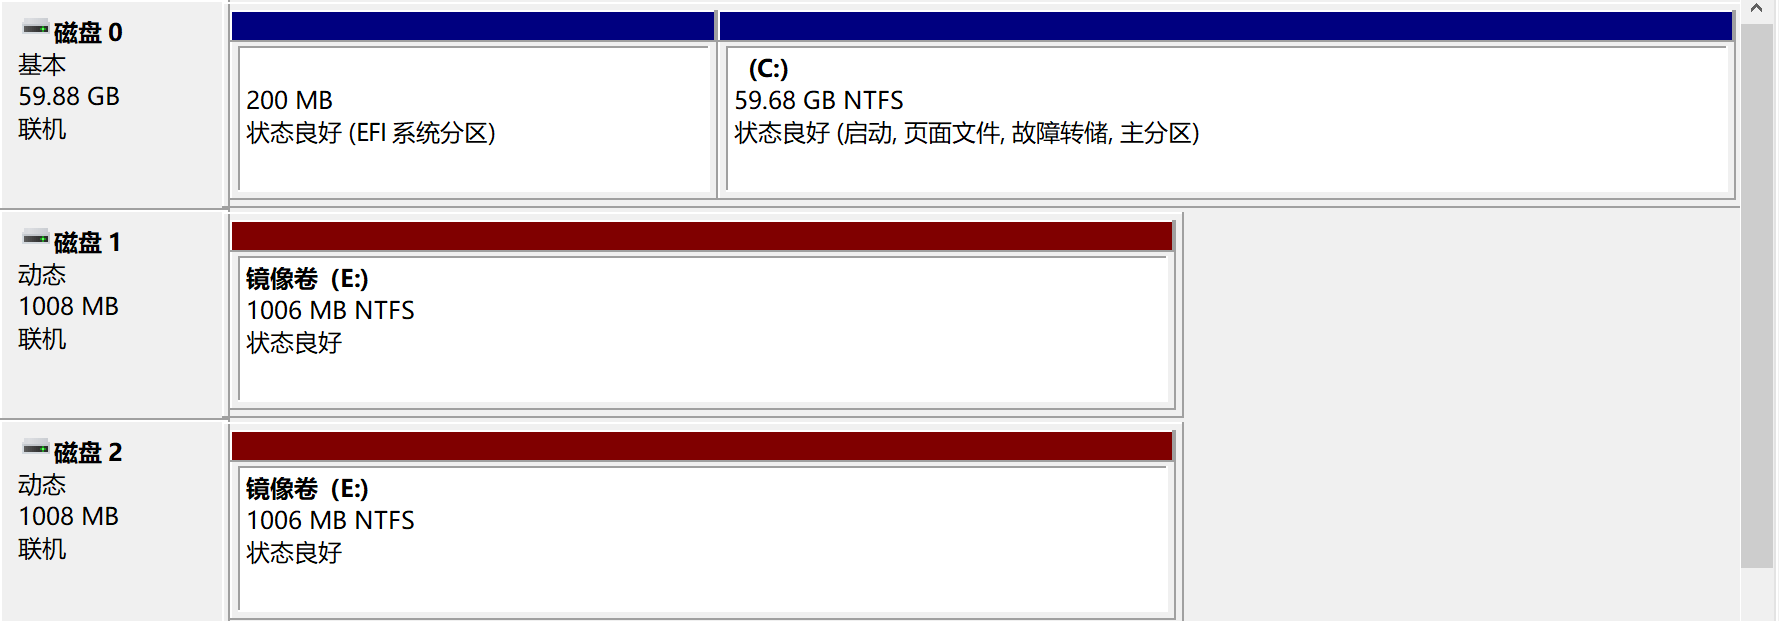 磁盘 0
基本
59.88 GB
联机
200 MB
状态良好 (EFI 系统分区)
(C:)
59.68 GB NTFS
状态良好 (启动, 页面文件, 故障转储, 主分区)
磁盘 1
动态
1008 MB
联机
镜像卷 (E:)
1006 MB NTFS
状态良好
磁盘 2
动态
1008 MB
联机
镜像卷 (E:)
1006 MB NTFS
状态良好